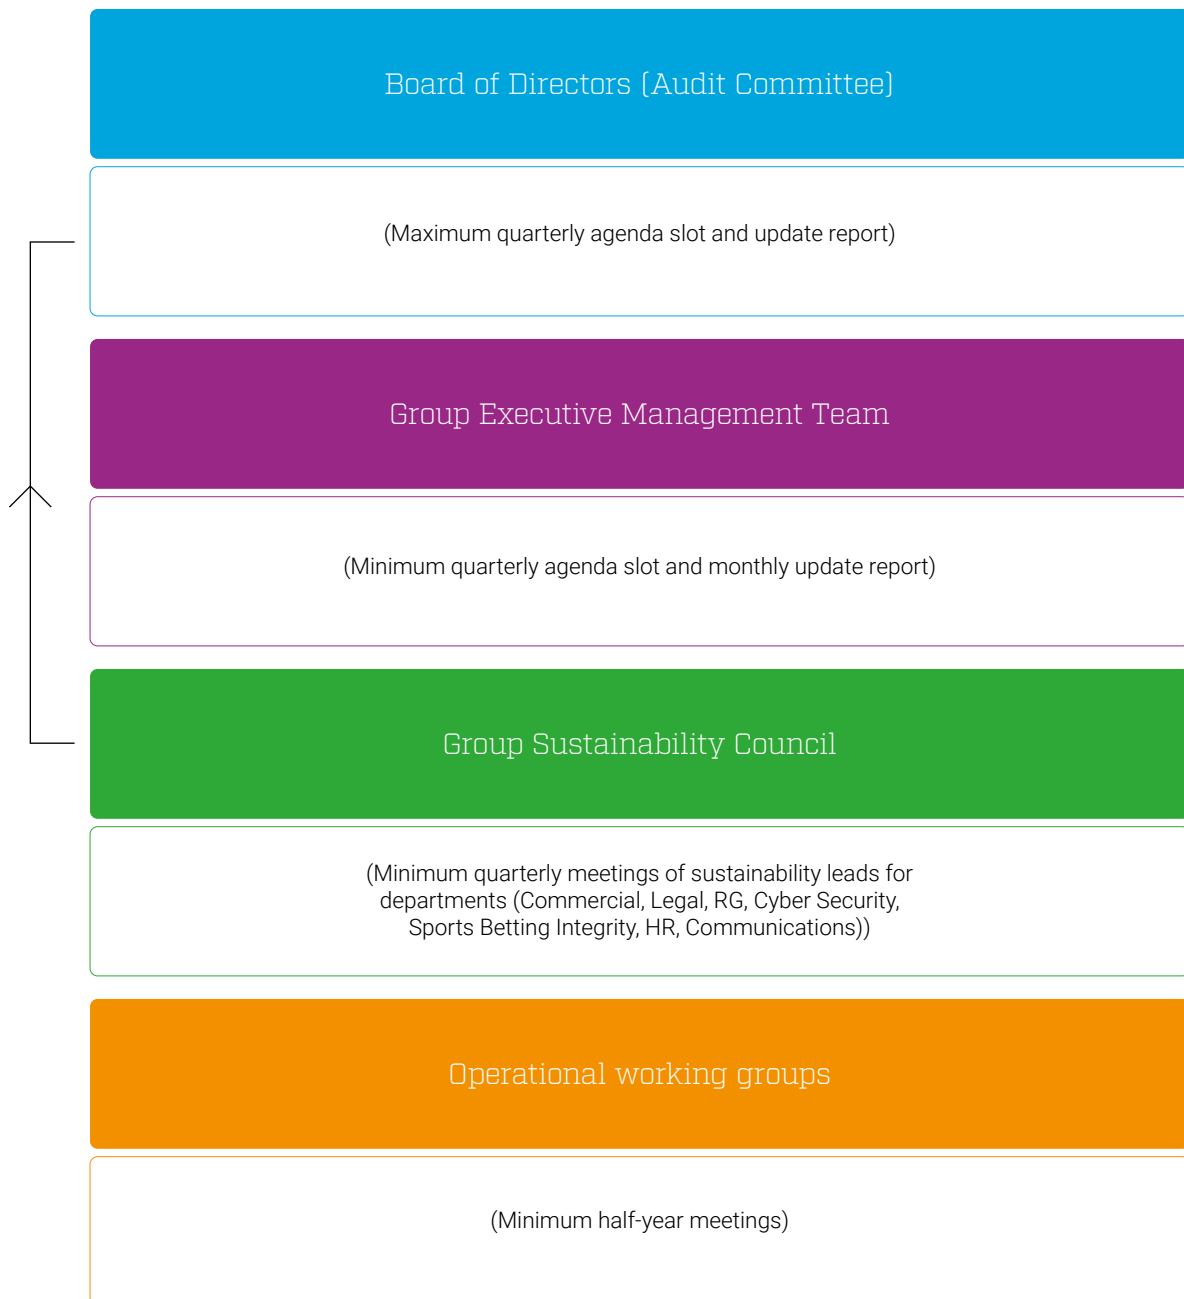 Board of Directors (Audit Committee)
(Maximum quarterly agenda slot and update report)
Group Executive Management Team
(Minimum quarterly agenda slot and monthly update report)
Group Sustainability Council
(Minimum quarterly meetings of sustainability leads for
departments (Commercial, Legal, RG, Cyber Security,
Sports Betting Integrity, HR, Communications))
Operational working groups
(Minimum half-year meetings)